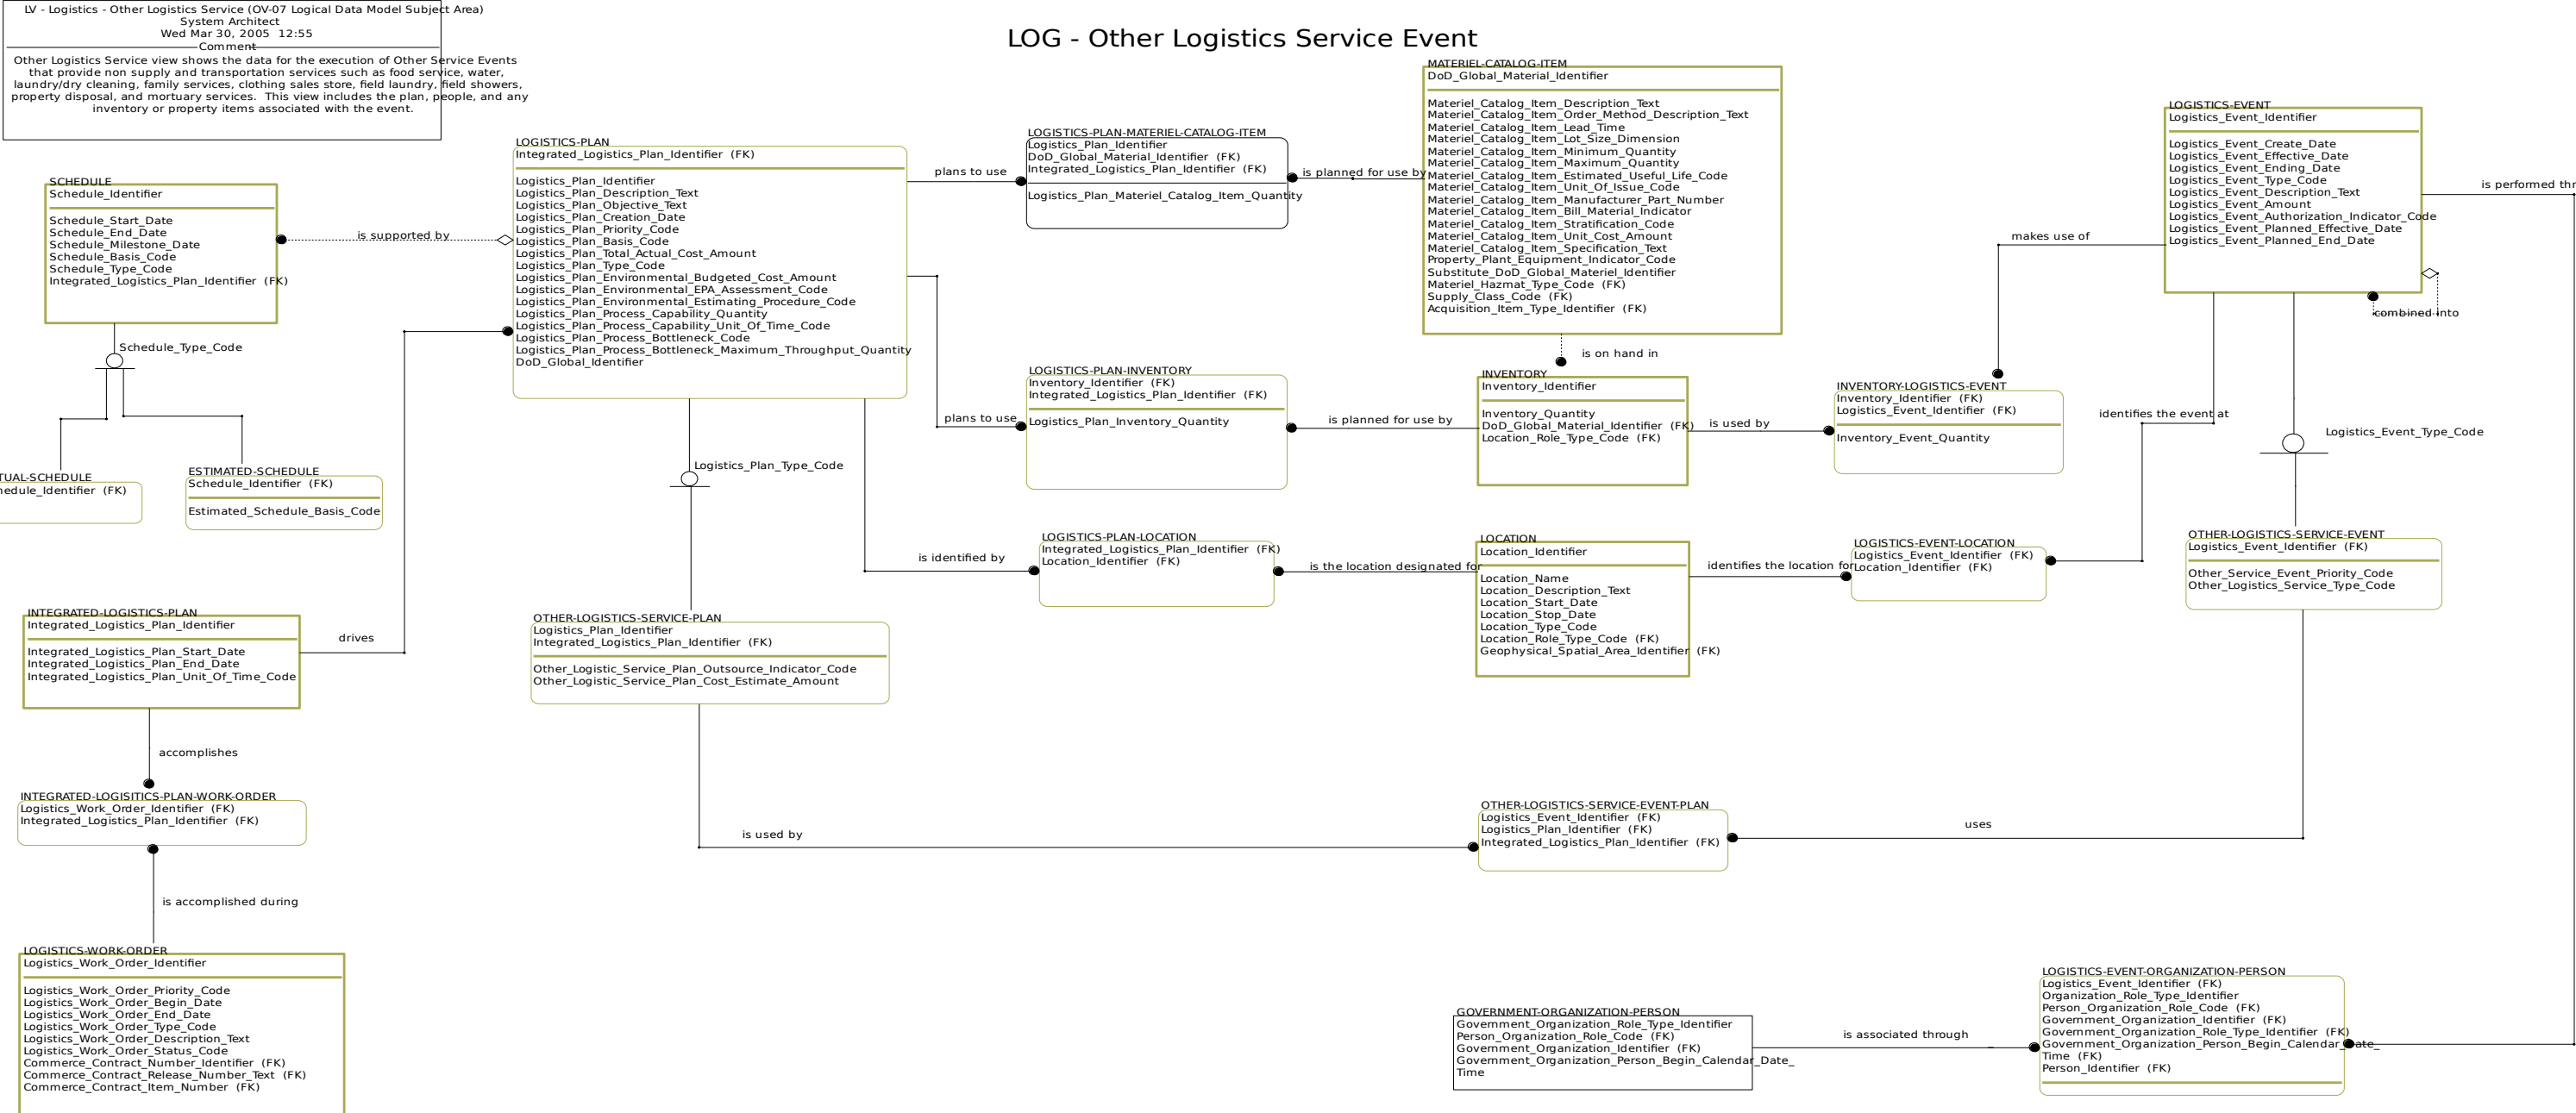 LV - Logistics - Other Logistics Service (OV-07 Logical Data Model Subject Area)
System Architect
Wed Mar 30, 2005  12:55
Comment
Other Logistics Service view shows the data for the execution of Other Service Events
that provide non supply and transportation services such as food service, water,
laundry/dry cleaning, family services, clothing sales store, field laundry, field showers,
property disposal, and mortuary services.  This view includes the plan, people, and any
inventory or property items associated with the event.
LOG - Other Logistics Service Event
SCHEDULE
Schedule_Identifier
Schedule_Start_Date
Schedule_End_Date
Schedule_Milestone_Date
Schedule_Basis_Code
Schedule_Type_Code
Integrated_Logistics_Plan_Identifier  (FK)
is supported by
Schedule_Type_Code
TUAL-SCHEDULE
hedule_Identifier  (FK)
ESTIMATED-SCHEDULE
Schedule_Identifier  (FK)
Estimated_Schedule_Basis_Code
LOGISTICS-PLAN
Integrated_Logistics_Plan_Identifier  (FK)
Logistics_Plan_Identifier
Logistics_Plan_Description_Text
Logistics_Plan_Objective_Text
Logistics_Plan_Creation_Date
Logistics_Plan_Priority_Code
Logistics_Plan_Basis_Code
Logistics_Plan_Total_Actual_Cost_Amount
Logistics_Plan_Type_Code
Logistics_Plan_Environmental_Budgeted_Cost_Amount
Logistics_Plan_Environmental_EPA_Assessment_Code
Logistics_Plan_Environmental_Estimating_Procedure_Code
Logistics_Plan_Process_Capability_Quantity
Logistics_Plan_Process_Capability_Unit_Of_Time_Code
Logistics_Plan_Process_Bottleneck_Code
Logistics_Plan_Process_Bottleneck_Maximum_Throughput_Quantity
DoD_Global_Identifier
plans to use
LOGISTICS-PLAN-MATERIEL-CATALOG-ITEM
Logistics_Plan_Identifier
DoD_Global_Material_Identifier  (FK)
Integrated_Logistics_Plan_Identifier  (FK)
Logistics_Plan_Materiel_Catalog_Item_Quantity
is planned for use by
MATERIEL-CATALOG-ITEM
DoD_Global_Material_Identifier
Materiel_Catalog_Item_Description_Text
Materiel_Catalog_Item_Order_Method_Description_Text
Materiel_Catalog_Item_Lead_Time
Materiel_Catalog_Item_Lot_Size_Dimension
Materiel_Catalog_Item_Minimum_Quantity
Materiel_Catalog_Item_Maximum_Quantity
Materiel_Catalog_Item_Estimated_Useful_Life_Code
Materiel_Catalog_Item_Unit_Of_Issue_Code
Materiel_Catalog_Item_Manufacturer_Part_Number
Materiel_Catalog_Item_Bill_Material_Indicator
Materiel_Catalog_Item_Stratification_Code
Materiel_Catalog_Item_Unit_Cost_Amount
Materiel_Catalog_Item_Specification_Text
Property_Plant_Equipment_Indicator_Code
Substitute_DoD_Global_Materiel_Identifier
Materiel_Hazmat_Type_Code  (FK)
Supply_Class_Code  (FK)
Acquisition_Item_Type_Identifier  (FK)
is on hand in
LOGISTICS-EVENT
Logistics_Event_Identifier
Logistics_Event_Create_Date
Logistics_Event_Effective_Date
Logistics_Event_Ending_Date
Logistics_Event_Type_Code
Logistics_Event_Description_Text
Logistics_Event_Amount
Logistics_Event_Authorization_Indicator_Code
Logistics_Event_Planned_Effective_Date
Logistics_Event_Planned_End_Date
is performed thr
makes use of
combined into
identifies the event at
Logistics_Event_Type_Code
plans to use
LOGISTICS-PLAN-INVENTORY
Inventory_Identifier  (FK)
Integrated_Logistics_Plan_Identifier  (FK)
Logistics_Plan_Inventory_Quantity
is planned for use by
INVENTORY
Inventory_Identifier
Inventory_Quantity
DoD_Global_Material_Identifier  (FK)
Location_Role_Type_Code  (FK)
is used by
INVENTORY-LOGISTICS-EVENT
Inventory_Identifier  (FK)
Logistics_Event_Identifier  (FK)
Inventory_Event_Quantity
Logistics_Plan_Type_Code
is identified by
LOGISTICS-PLAN-LOCATION
Integrated_Logistics_Plan_Identifier  (FK)
Location_Identifier  (FK)
is the location designated for
LOCATION
Location_Identifier
Location_Name
Location_Description_Text
Location_Start_Date
Location_Stop_Date
Location_Type_Code
Location_Role_Type_Code  (FK)
Geophysical_Spatial_Area_Identifier  (FK)
identifies the location for
LOGISTICS-EVENT-LOCATION
Logistics_Event_Identifier  (FK)
Location_Identifier  (FK)
OTHER-LOGISTICS-SERVICE-EVENT
Logistics_Event_Identifier  (FK)
Other_Service_Event_Priority_Code
Other_Logistics_Service_Type_Code
INTEGRATED-LOGISTICS-PLAN
Integrated_Logistics_Plan_Identifier
Integrated_Logistics_Plan_Start_Date
Integrated_Logistics_Plan_End_Date
Integrated_Logistics_Plan_Unit_Of_Time_Code
drives
OTHER-LOGISTICS-SERVICE-PLAN
Logistics_Plan_Identifier
Integrated_Logistics_Plan_Identifier  (FK)
Other_Logistic_Service_Plan_Outsource_Indicator_Code
Other_Logistic_Service_Plan_Cost_Estimate_Amount
accomplishes
INTEGRATED-LOGISITICS-PLAN-WORK-ORDER
Logistics_Work_Order_Identifier  (FK)
Integrated_Logistics_Plan_Identifier  (FK)
is used by
OTHER-LOGISTICS-SERVICE-EVENT-PLAN
Logistics_Event_Identifier  (FK)
Logistics_Plan_Identifier  (FK)
Integrated_Logistics_Plan_Identifier  (FK)
uses
is accomplished during
LOGISTICS-WORK-ORDER
Logistics_Work_Order_Identifier
Logistics_Work_Order_Priority_Code
Logistics_Work_Order_Begin_Date
Logistics_Work_Order_End_Date
Logistics_Work_Order_Type_Code
Logistics_Work_Order_Description_Text
Logistics_Work_Order_Status_Code
Commerce_Contract_Number_Identifier  (FK)
Commerce_Contract_Release_Number_Text  (FK)
Commerce_Contract_Item_Number  (FK)
GOVERNMENT-ORGANIZATION-PERSON
Government_Organization_Role_Type_Identifier
Person_Organization_Role_Code  (FK)
Government_Organization_Identifier  (FK)
Government_Organization_Person_Begin_Calendar_Date_
Time
is associated through
LOGISTICS-EVENT-ORGANIZATION-PERSON
Logistics_Event_Identifier  (FK)
Organization_Role_Type_Identifier
Person_Organization_Role_Code  (FK)
Government_Organization_Identifier  (FK)
Government_Organization_Role_Type_Identifier  (FK)
Government_Organization_Person_Begin_Calendar_Date_
Time  (FK)
Person_Identifier  (FK)